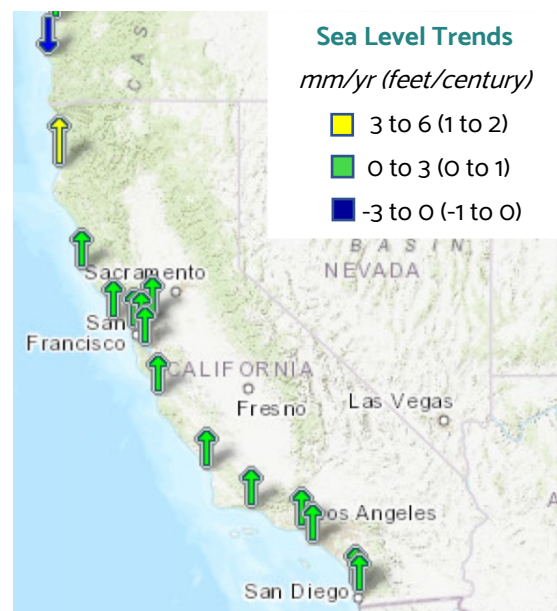 Sea Level Trends
mm/yr (feet/century)
3 to 6 (1 to 2)
0 to 3 (0 to 1)
-3 to 0 (-1 to 0)
C A S
B A S I N
NEVADA
Sacramento
San
Francisco
CALIFORNIA
Fresno
Las Vegas
A
Los Angeles
San Diego